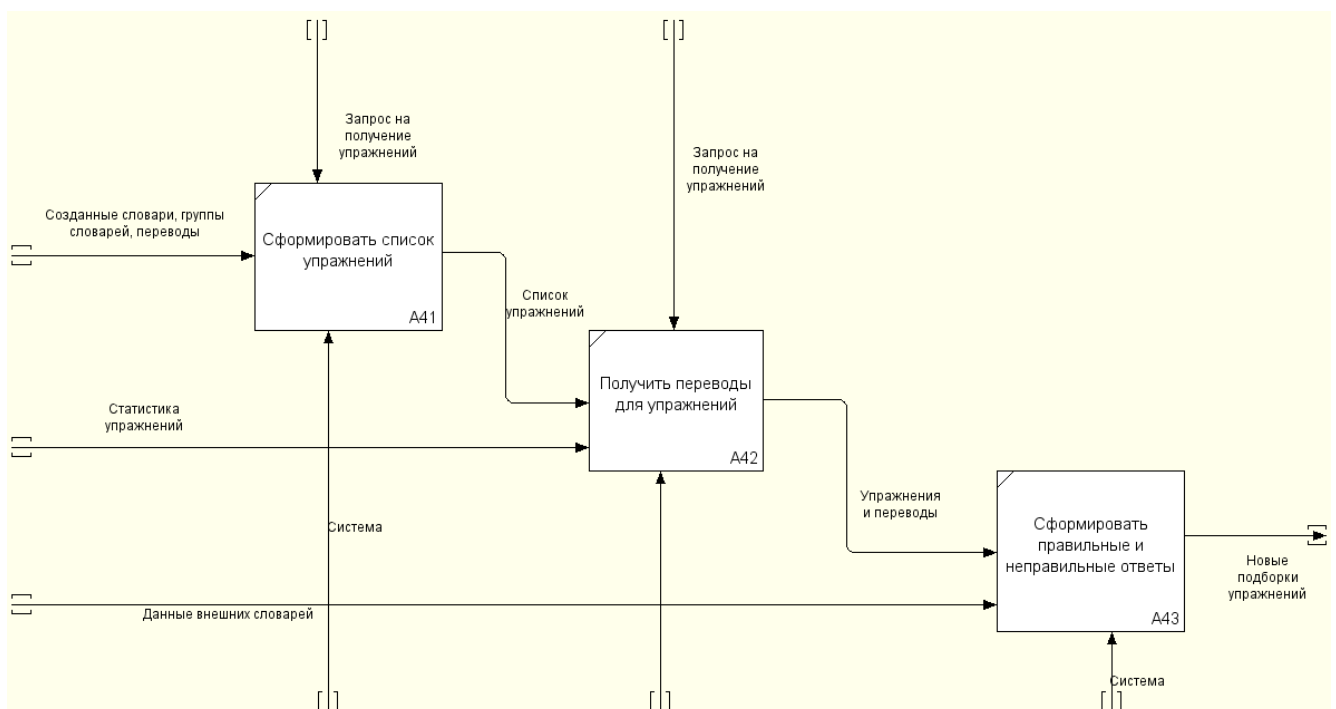 Запрос на
получение
упражнений
Запрос на
получение
упражнений
Созданные словари, группы
словарей, переводы
Сформировать список
упражнений
A41
Список
упражнений
Получить переводы
для упражнений
A42
Статистика
упражнений
Упражнения
и переводы
Сформировать
правильные и
неправильные ответы
A43
Система
Новые
подборки
упражнений
Данные внешних словарей
Система